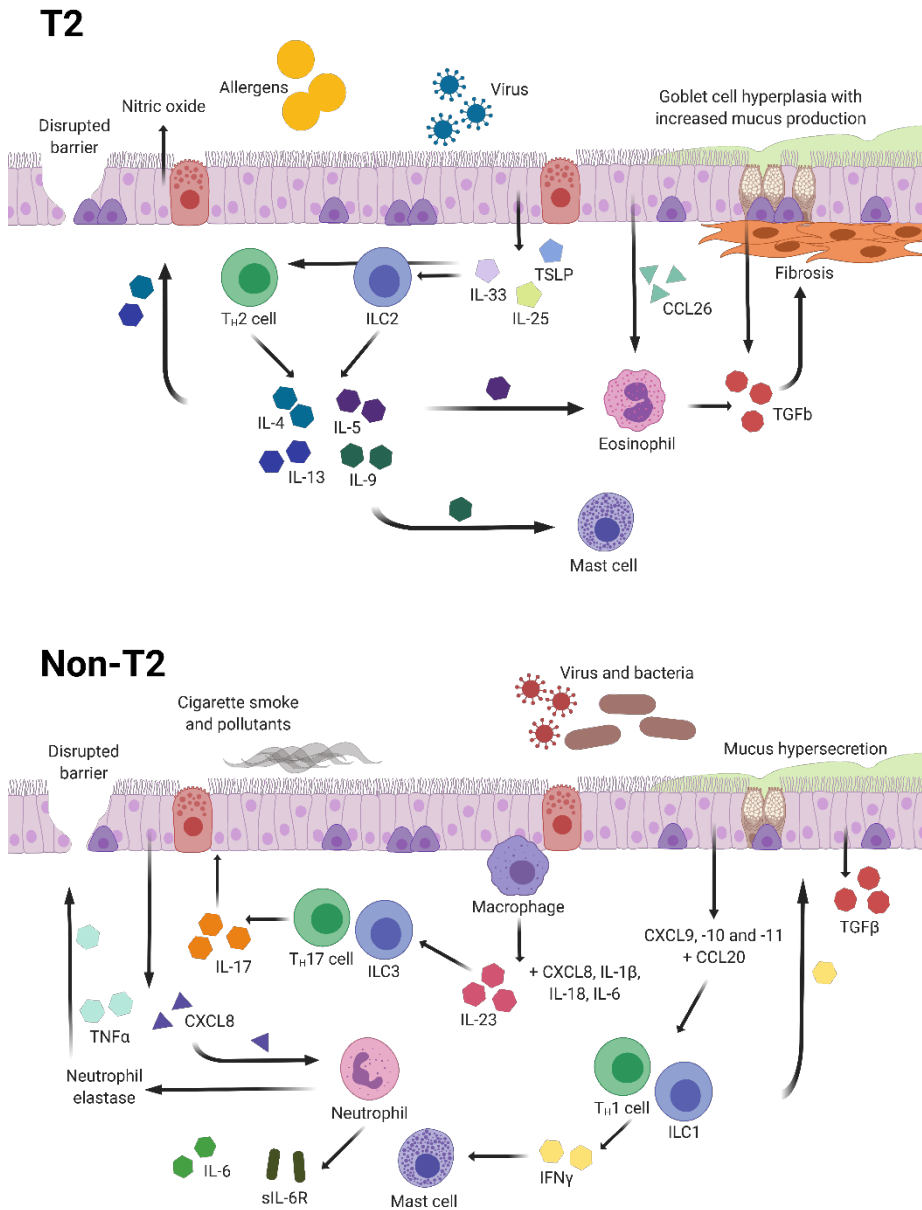 T2
Allergens
Virus
Nitric oxide
Goblet cell hyperplasia with
increased mucus production
Disrupted
barrier
TSLP
IL-33
IL-25
CCL26
Fibrosis
TH2 cell
ILC2
IL-4
IL-5
IL-13
IL-9
Eosinophil
TGFb
Mast cell
Non-T2
Cigarette smoke
and pollutants
Virus and bacteria
Disrupted
barrier
Mucus hypersecretion
Macrophage
IL-17
TH17 cell
ILC3
IL-23
+ CXCL8, IL-1β,
IL-18, IL-6
CXCL9, -10 and -11
+ CCL20
TGFβ
TNFα
CXCL8
Neutrophil
elastase
Neutrophil
TH1 cell
ILC1
IL-6
sIL-6R
Mast cell
IFNγ